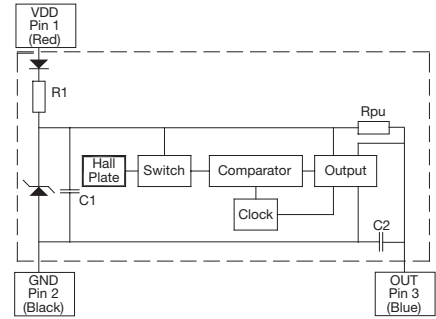 VDD
Pin 1
(Red)
R1
Rpu
Hall
Plate
Switch
Comparator
Output
C1
Clock
C2
GND
Pin 2
(Black)
OUT
Pin 3
(Blue)